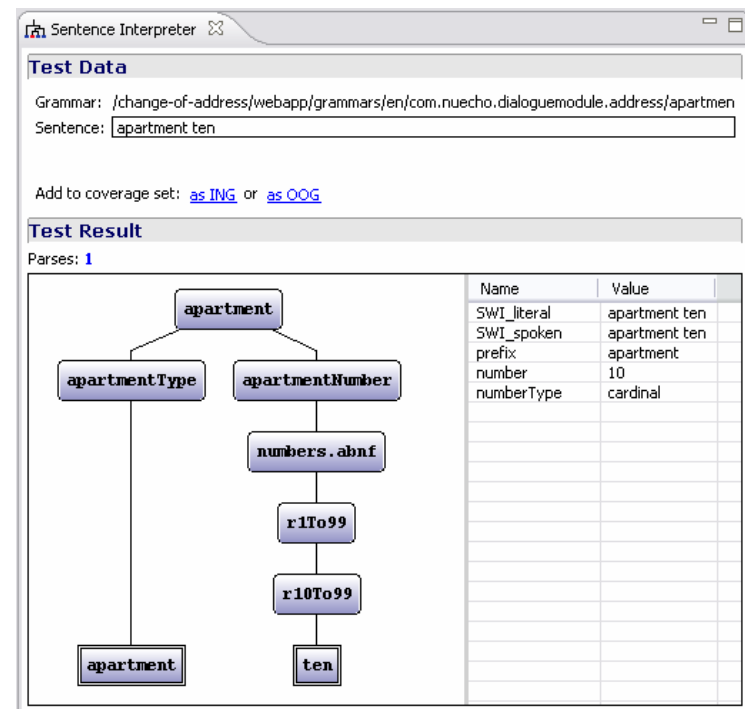 Sentence Interpreter
Test Data
Grammar: /change-of-address/webapp/grammars/en/com.nuecho.dialoguemodule.address/apartmen
Sentence: apartment ten
Add to coverage set: as ING or as OOG
Test Result
Parses: 1
apartment
apartmentType apartmentNumber
numbers.abnf
r1To99
r10To99
apartment ten
Name Value
SWI_literal apartment ten
SWI_spoken apartment ten
prefix apartment
number 10
numberType cardinal